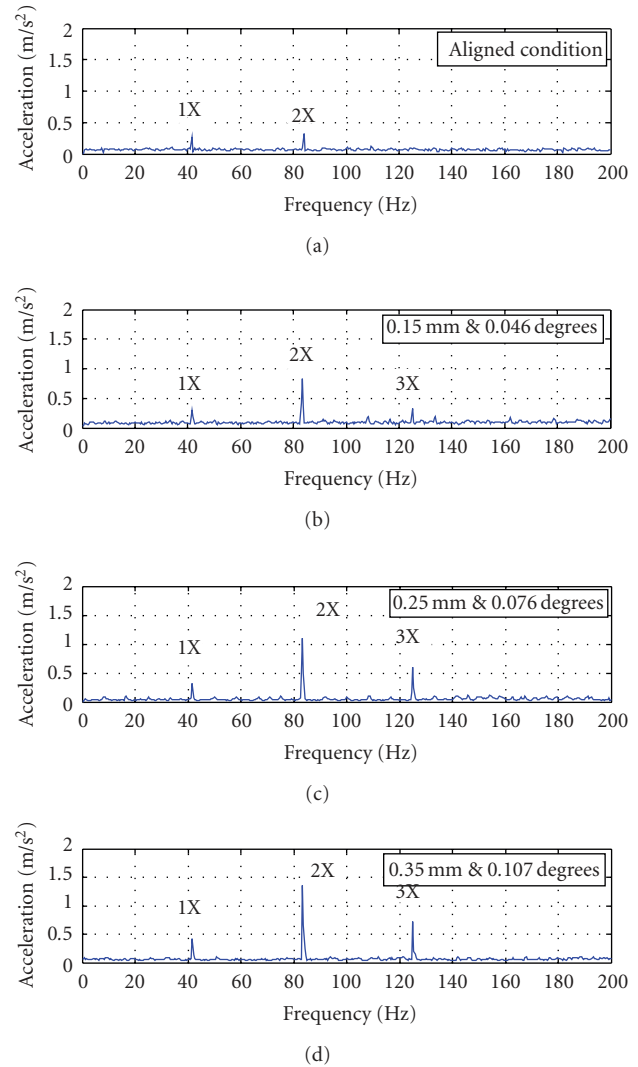 2
1.5
1
0.5
0
Acceleration (m/s²)
Aligned condition
1X
2X
0 20 40 60 80 100 120 140 160 180 200
Frequency (Hz)
(a)
2
1.5
1
0.5
0
Acceleration (m/s²)
0.15 mm & 0.046 degrees
1X
2X
3X
0 20 40 60 80 100 120 140 160 180 200
Frequency (Hz)
(b)
2
1.5
1
0.5
0
Acceleration (m/s²)
0.25 mm & 0.076 degrees
1X
2X
3X
0 20 40 60 80 100 120 140 160 180 200
Frequency (Hz)
(c)
2
1.5
1
0.5
0
Acceleration (m/s²)
0.35 mm & 0.107 degrees
1X
2X
3X
0 20 40 60 80 100 120 140 160 180 200
Frequency (Hz)
(d)